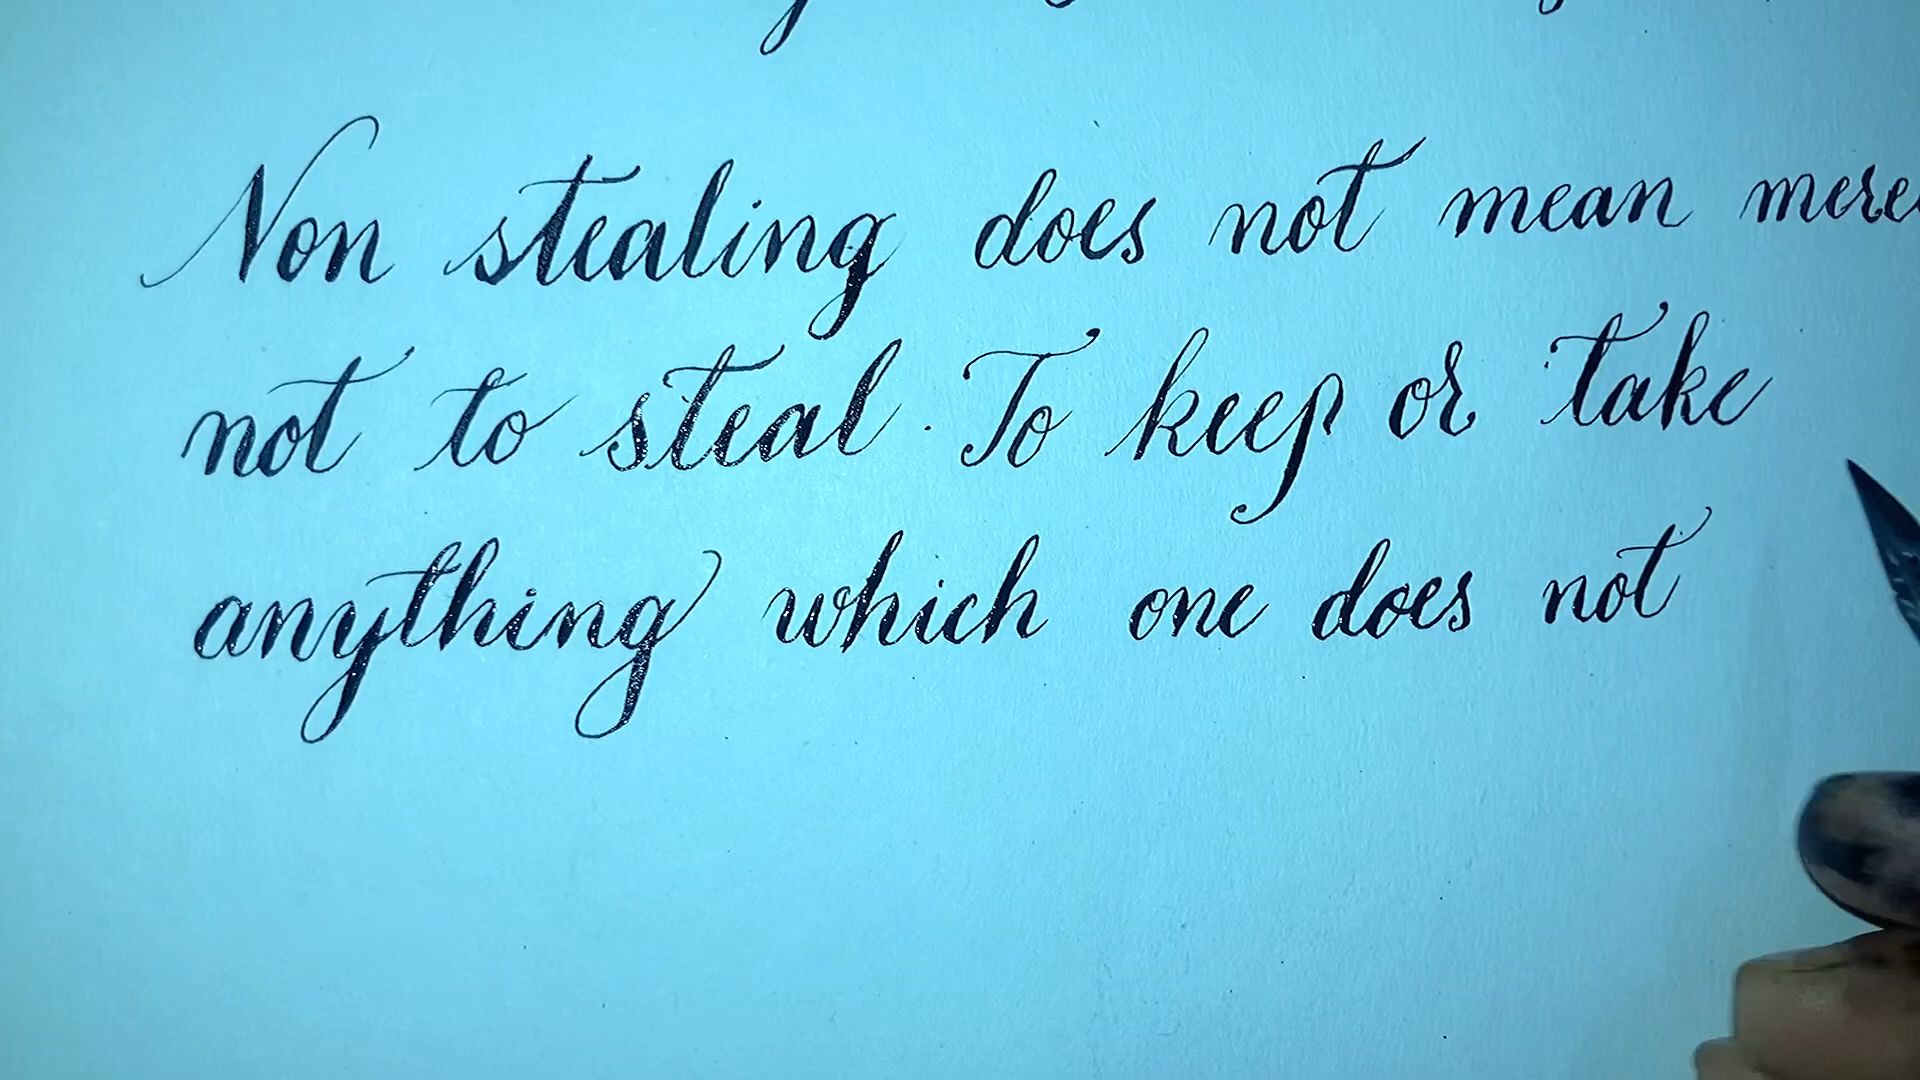 Non stealing does not mean mere
not to steal. To keep or take
anything which one does not